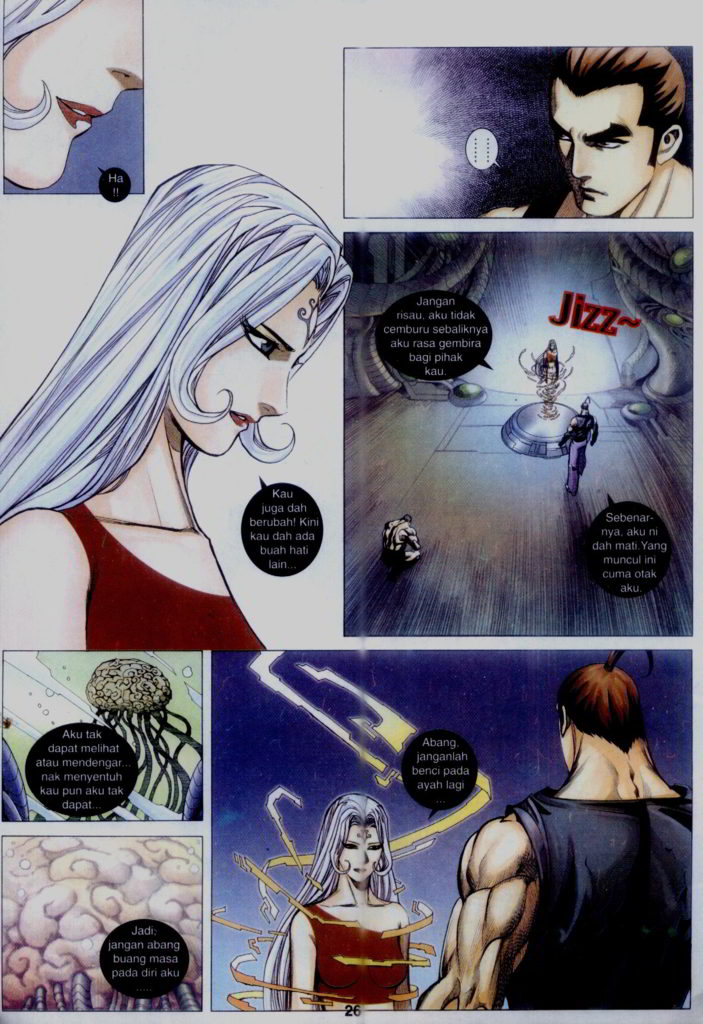 Ha
!!
......
Kau
juga dah
berubah! Kini
kau dah ada
buah hati
lain...
Jangan
risau, aku tidak
cemburu sebaliknya
aku rasa gembira
bagi pihak
kau.
Jizz~
Sebenar-
nya, aku ni
dah mati.Yang
muncul ini
cuma otak
aku.
Aku tak
dapat melihat
atau mendengar...
nak menyentuh
kau pun aku tak
dapat...
Jadi;
jangan abang
buang masa
pada diri aku
.....
Abang,
janganlah
benci pada
ayah lagi
...
26